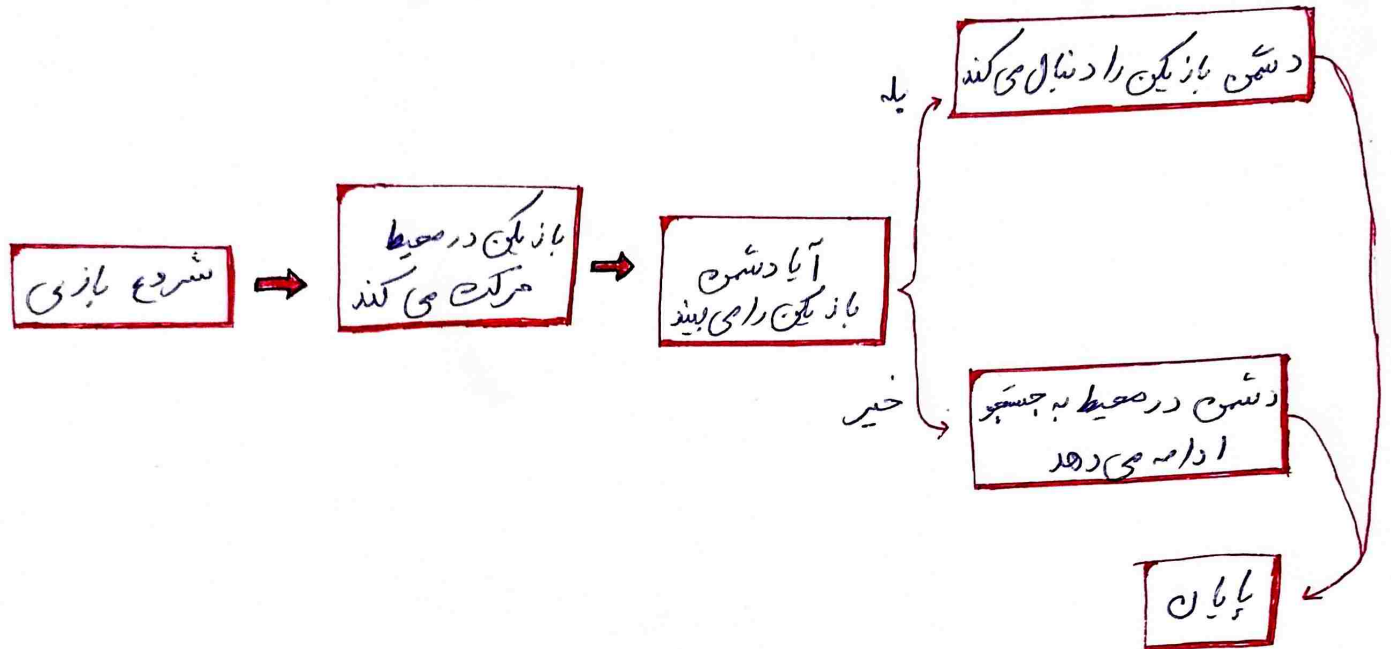 شروع بازی
بازیکن در محیط
حرکت می کند
آیا دشمن
بازیکن را می بیند
بله
دشمن بازیکن را دنبال می کند
خیر
دشمن در محیط به جستجو
ادامه می دهد
پایان